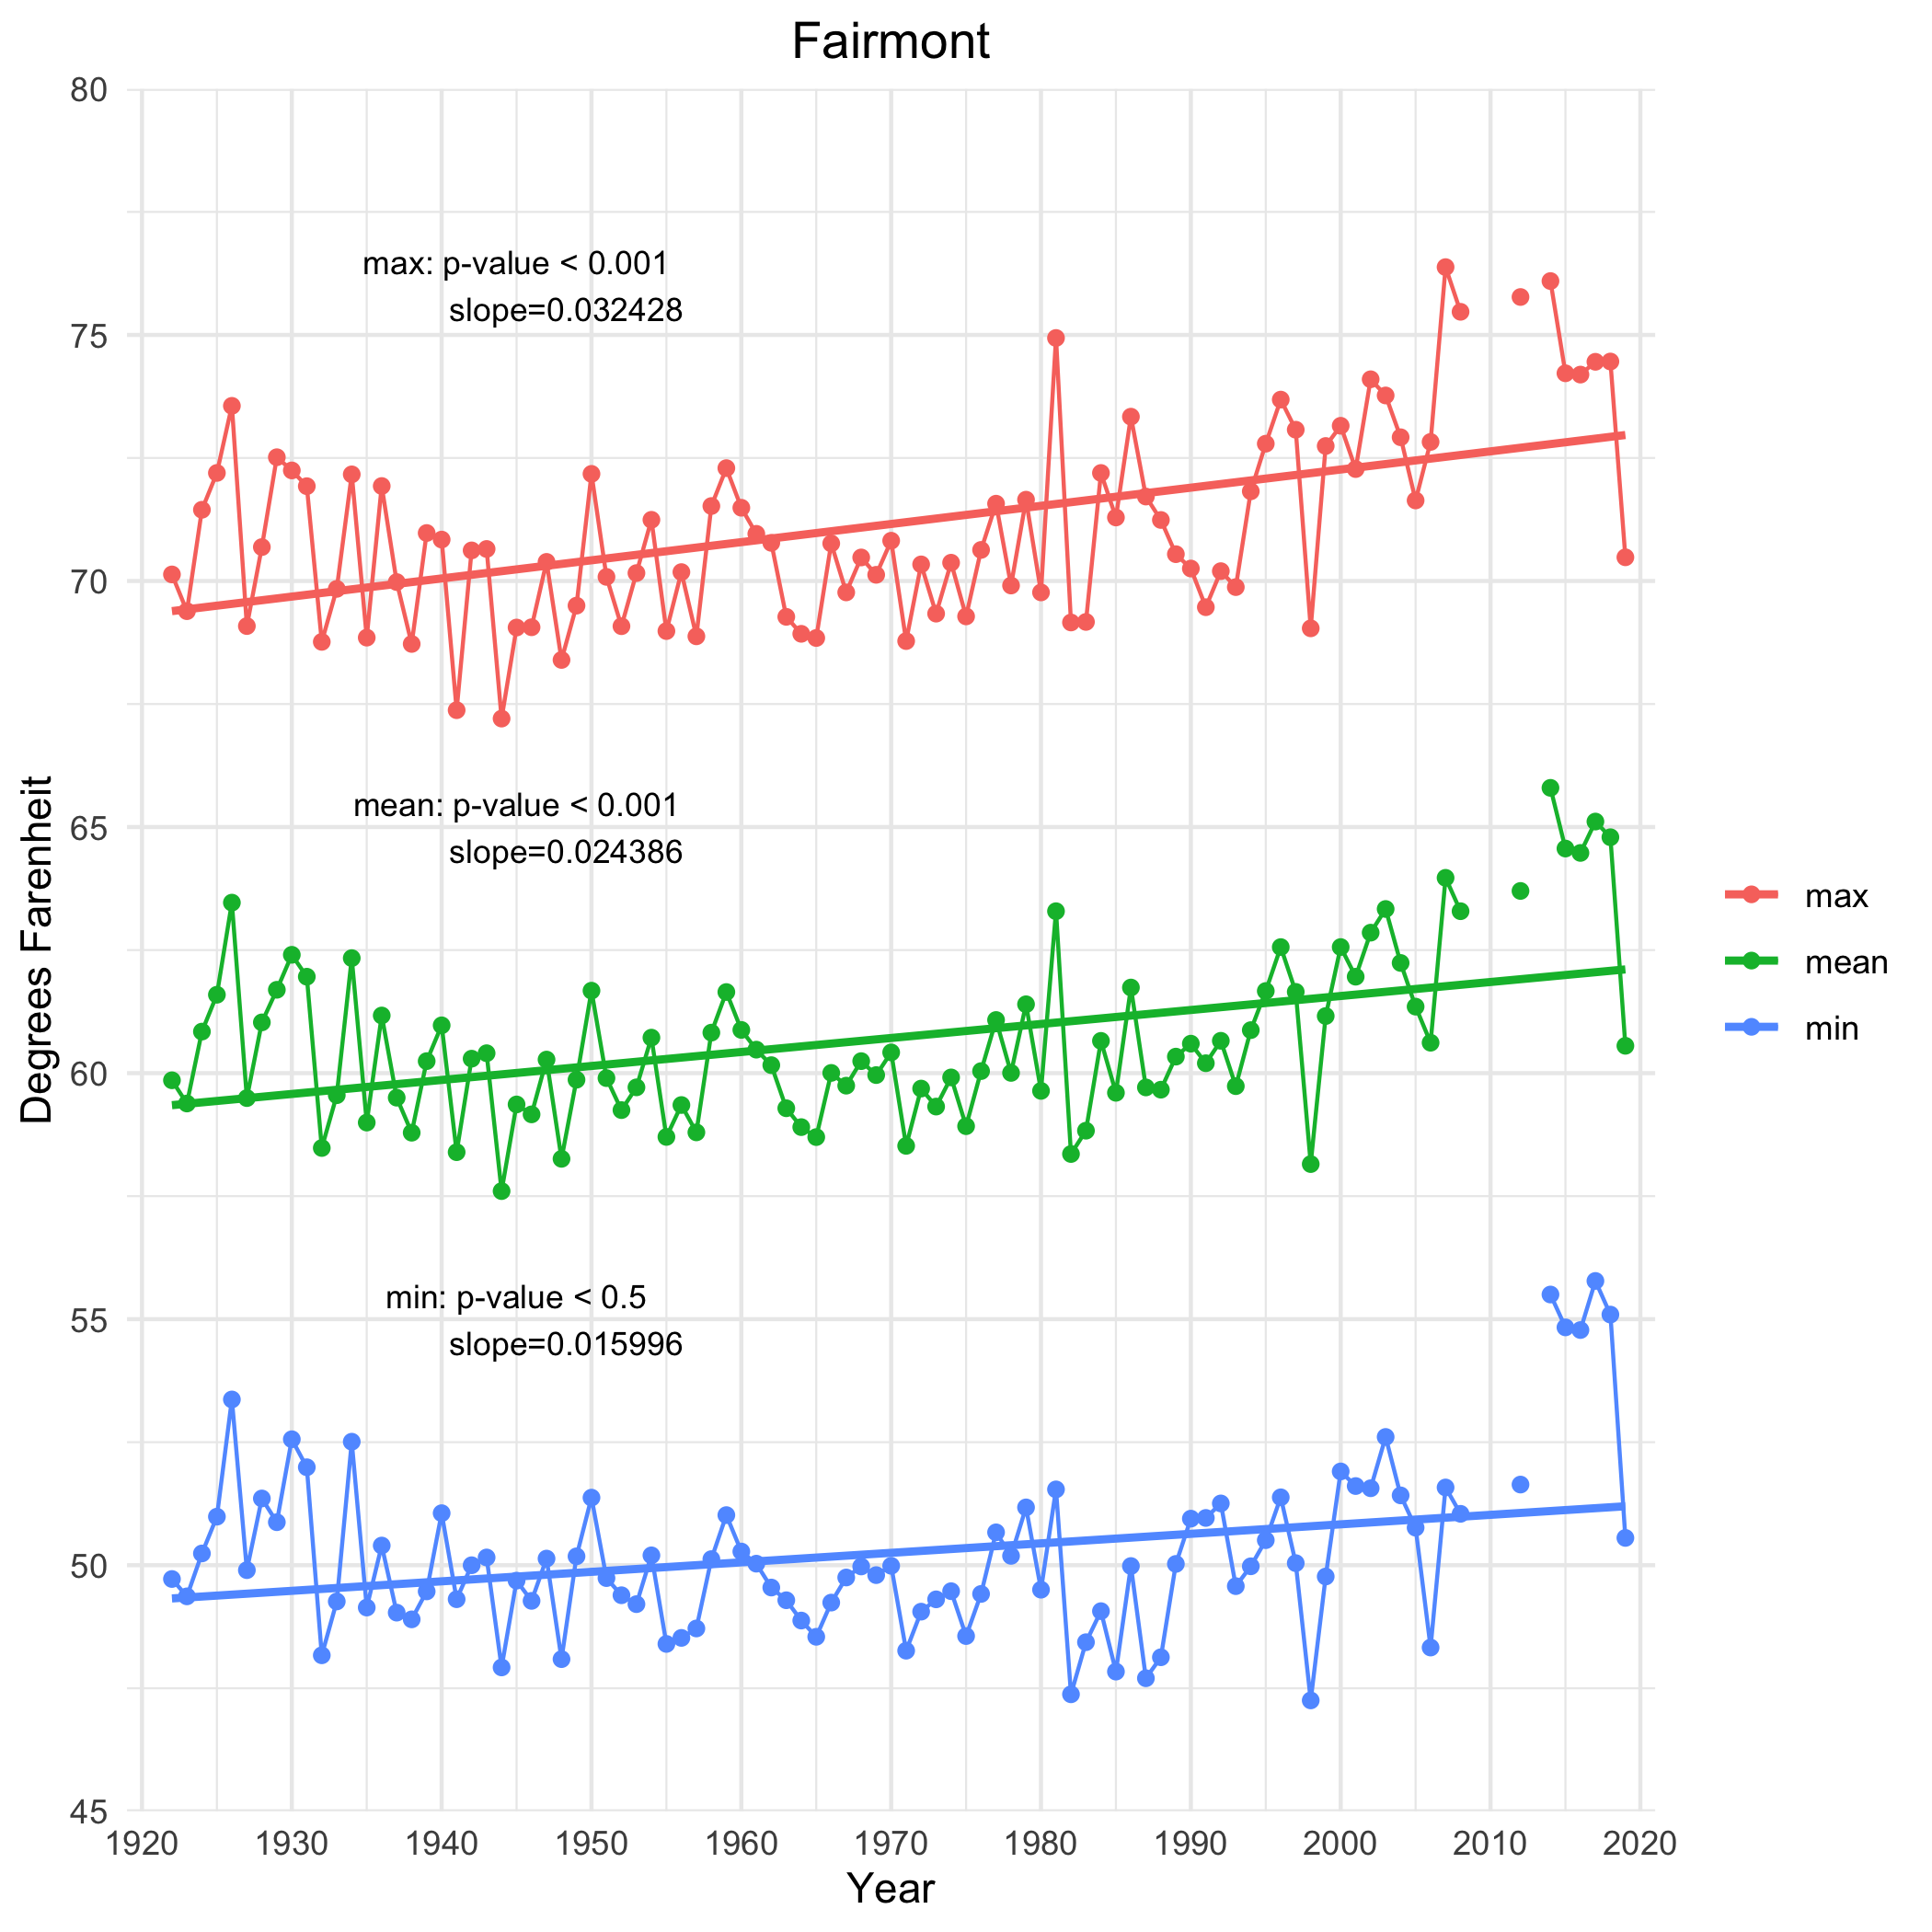 Fairmont
80
75
70
65
60
55
50
45
max: p-value < 0.001
slope=0.032428
mean: p-value < 0.001
slope=0.024386
min: p-value < 0.5
slope=0.015996
Degrees Farenheit
1920 1930 1940 1950 1960 1970 1980 1990 2000 2010 2020
Year
max
mean
min